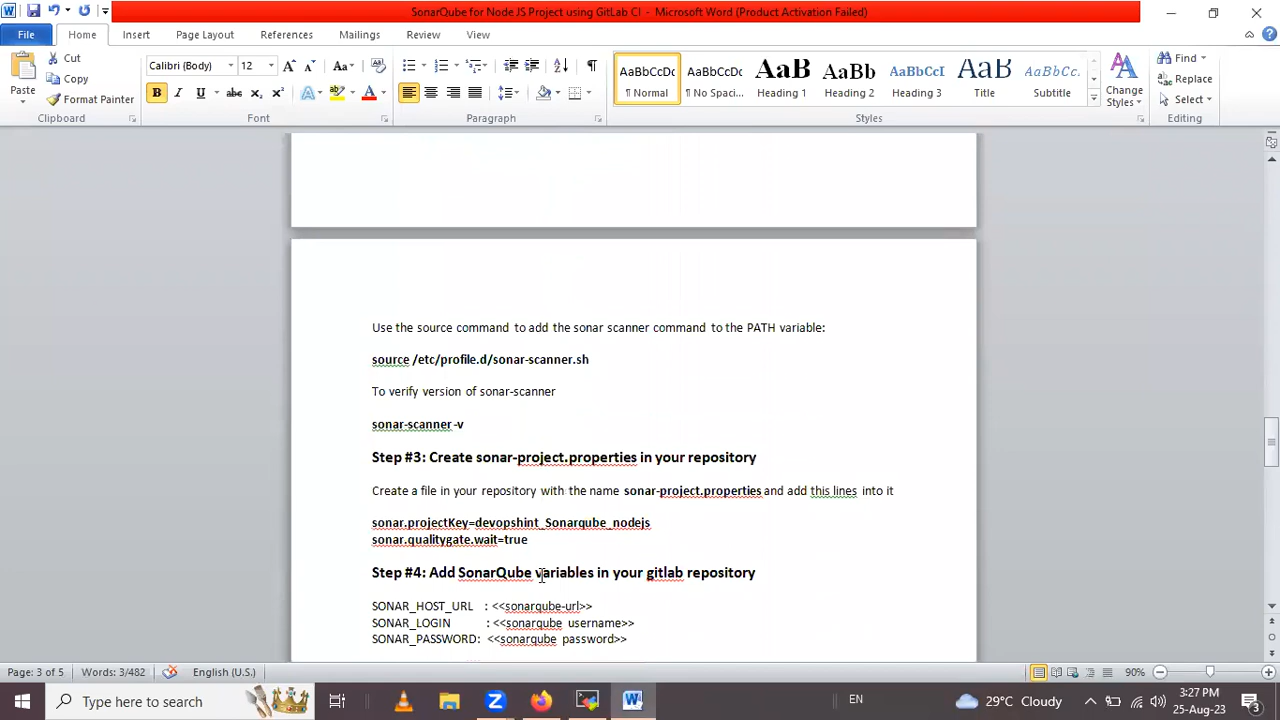 SonarQube for Node JS Project using GitLab CI - Microsoft Word (Product Activation Failed)
File Home Insert Page Layout References Mailings Review View
Paste Cut Copy Format Painter
Calibri (Body) 12
AaBbCcDc AaBbCcDc AaB AaBb AaBbCcI AaB AaBbCcL
¶ Normal ¶ No Spaci... Heading 1 Heading 2 Heading 3 Title Subtitle
Change Styles
Find
Replace
Select
Clipboard Font Paragraph Styles Editing
Use the source command to add the sonar scanner command to the PATH variable:
source /etc/profile.d/sonar-scanner.sh
To verify version of sonar-scanner
sonar-scanner -v
Step #3: Create sonar-project.properties in your repository
Create a file in your repository with the name sonar-project.properties and add this lines into it
sonar.projectKey=devopshint_Sonarqube_nodejs
sonar.qualitygate.wait=true
Step #4: Add SonarQube variables in your gitlab repository
SONAR_HOST_URL : <<sonarqube-url>>
SONAR_LOGIN : <<sonarqube username>>
SONAR_PASSWORD: <<sonarqube password>>
Page: 3 of 5 Words: 3/482 English (U.S.) 90%
Type here to search
EN 29°C Cloudy 3:27 PM
25-Aug-23 3